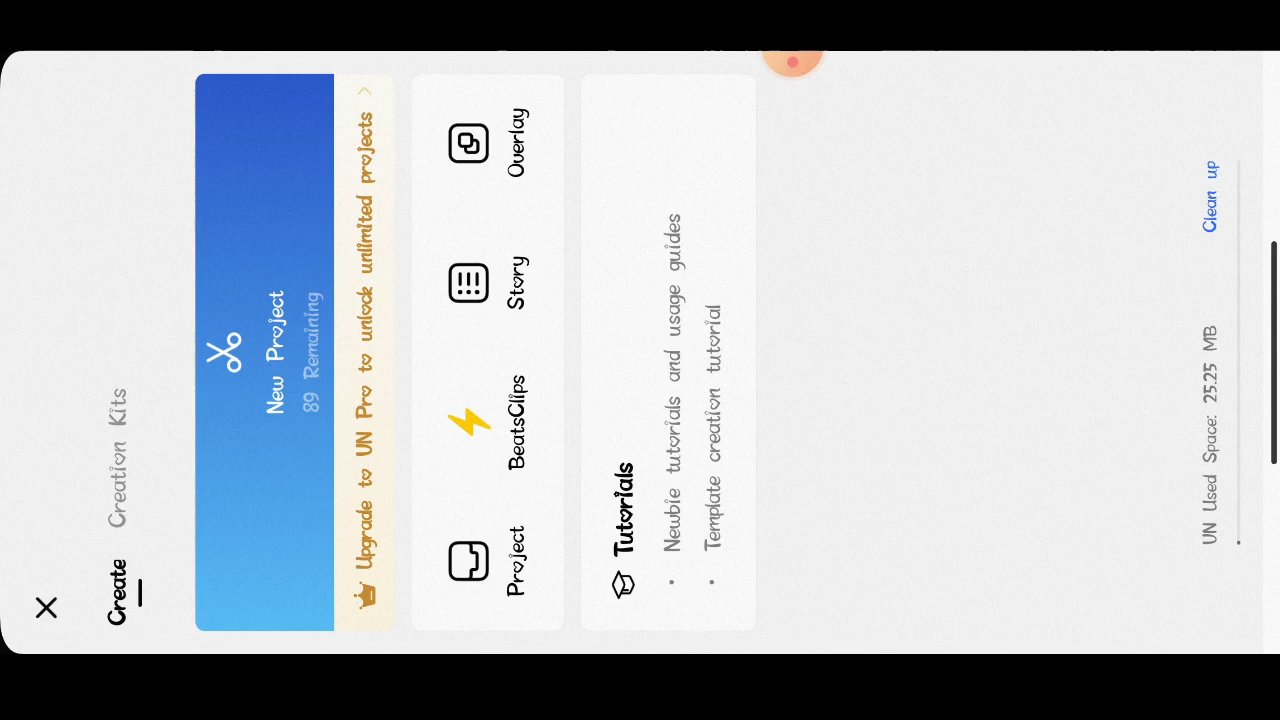 Create Creation Kits
New Project
89 Remaining
Upgrade to UN Pro to unlock unlimited projects >
Project BeatsClips Story Overlay
Tutorials
• Newbie tutorials and usage guides
• Template creation tutorial
UN Used Space: 25.25 MB Clean up